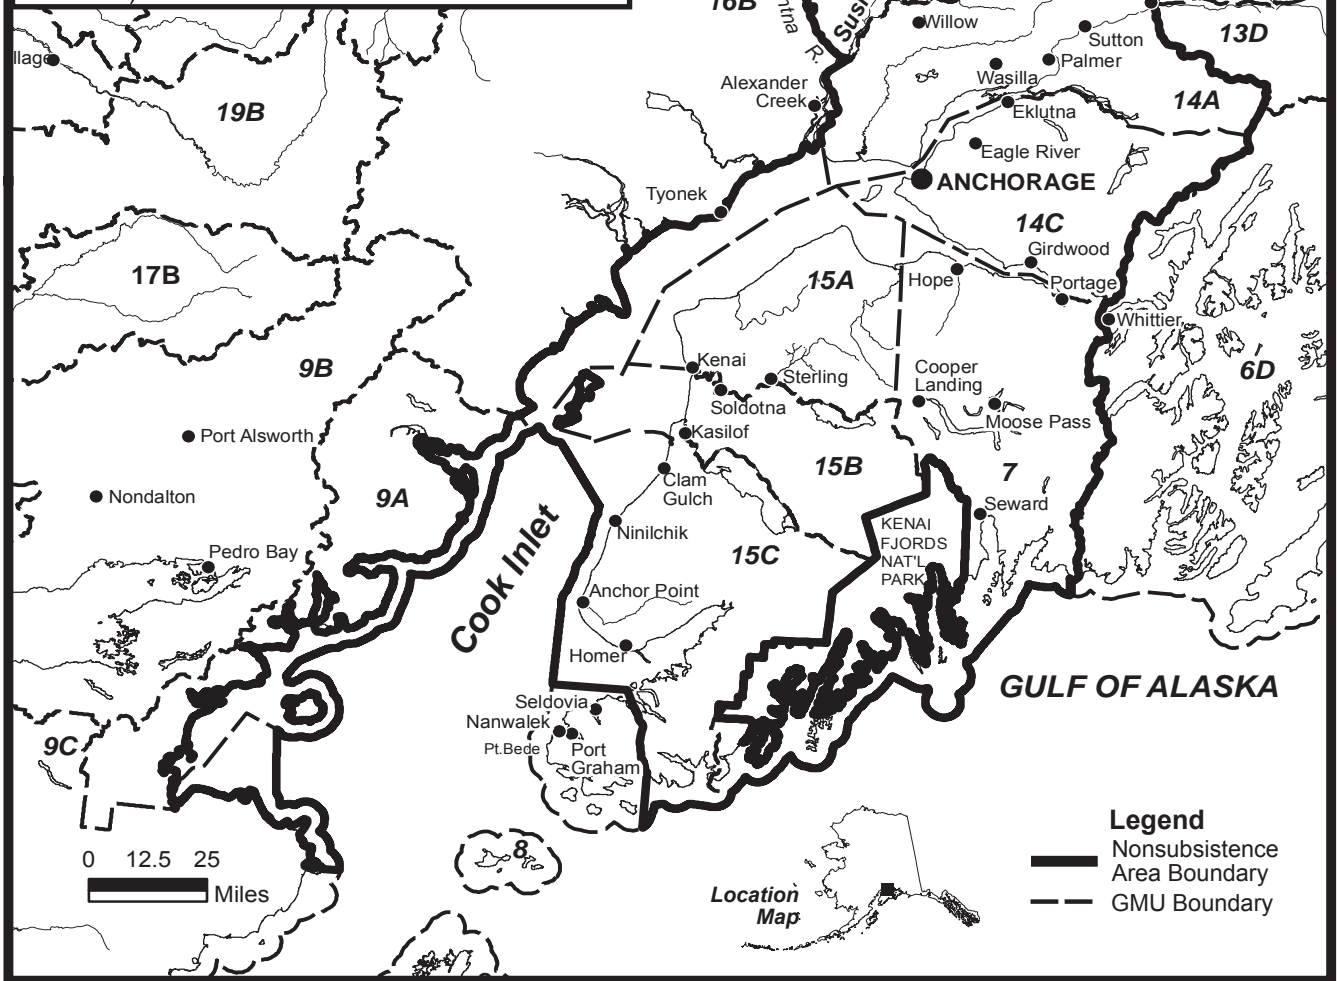 16B
ntna
R.
Susi
Willow
Sutton
13D
llage
Palmer
Wasilla
Alexander
Creek
14A
19B
Eklutna
Eagle River
ANCHORAGE
Tyonek
14C
Girdwood
17B
15A
Hope
Portage
Whittier
9B
Kenai
Sterling
Cooper
Landing
6D
Soldotna
Moose Pass
Port Alsworth
Kasilof
15B
7
9A
Clam
Gulch
Nondalton
Seward
Cook Inlet
Ninilchik
KENAI
FJORDS
NAT'L
PARK
Pedro Bay
15C
Anchor Point
Homer
GULF OF ALASKA
Seldovia
Nanwalek
Pt.Bede
Port
Graham
9C
8
Legend
Nonsubsistence
Area Boundary
GMU Boundary
0 12.5 25
Miles
Location
Map